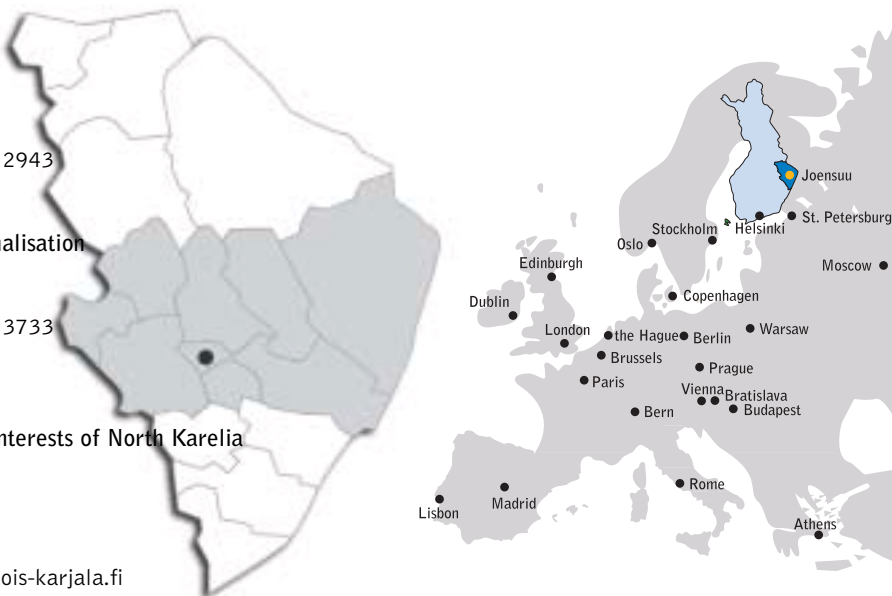 2943
nalisation
3733
nterests of North Karelia
ois-karjala.fi
Joensuu
St. Petersburg
Helsinki
Stockholm
Oslo
Moscow
Edinburgh
Copenhagen
Dublin
London
the Hague
Berlin
Warsaw
Brussels
Prague
Paris
Vienna
Bratislava
Budapest
Bern
Rome
Madrid
Lisbon
Athens